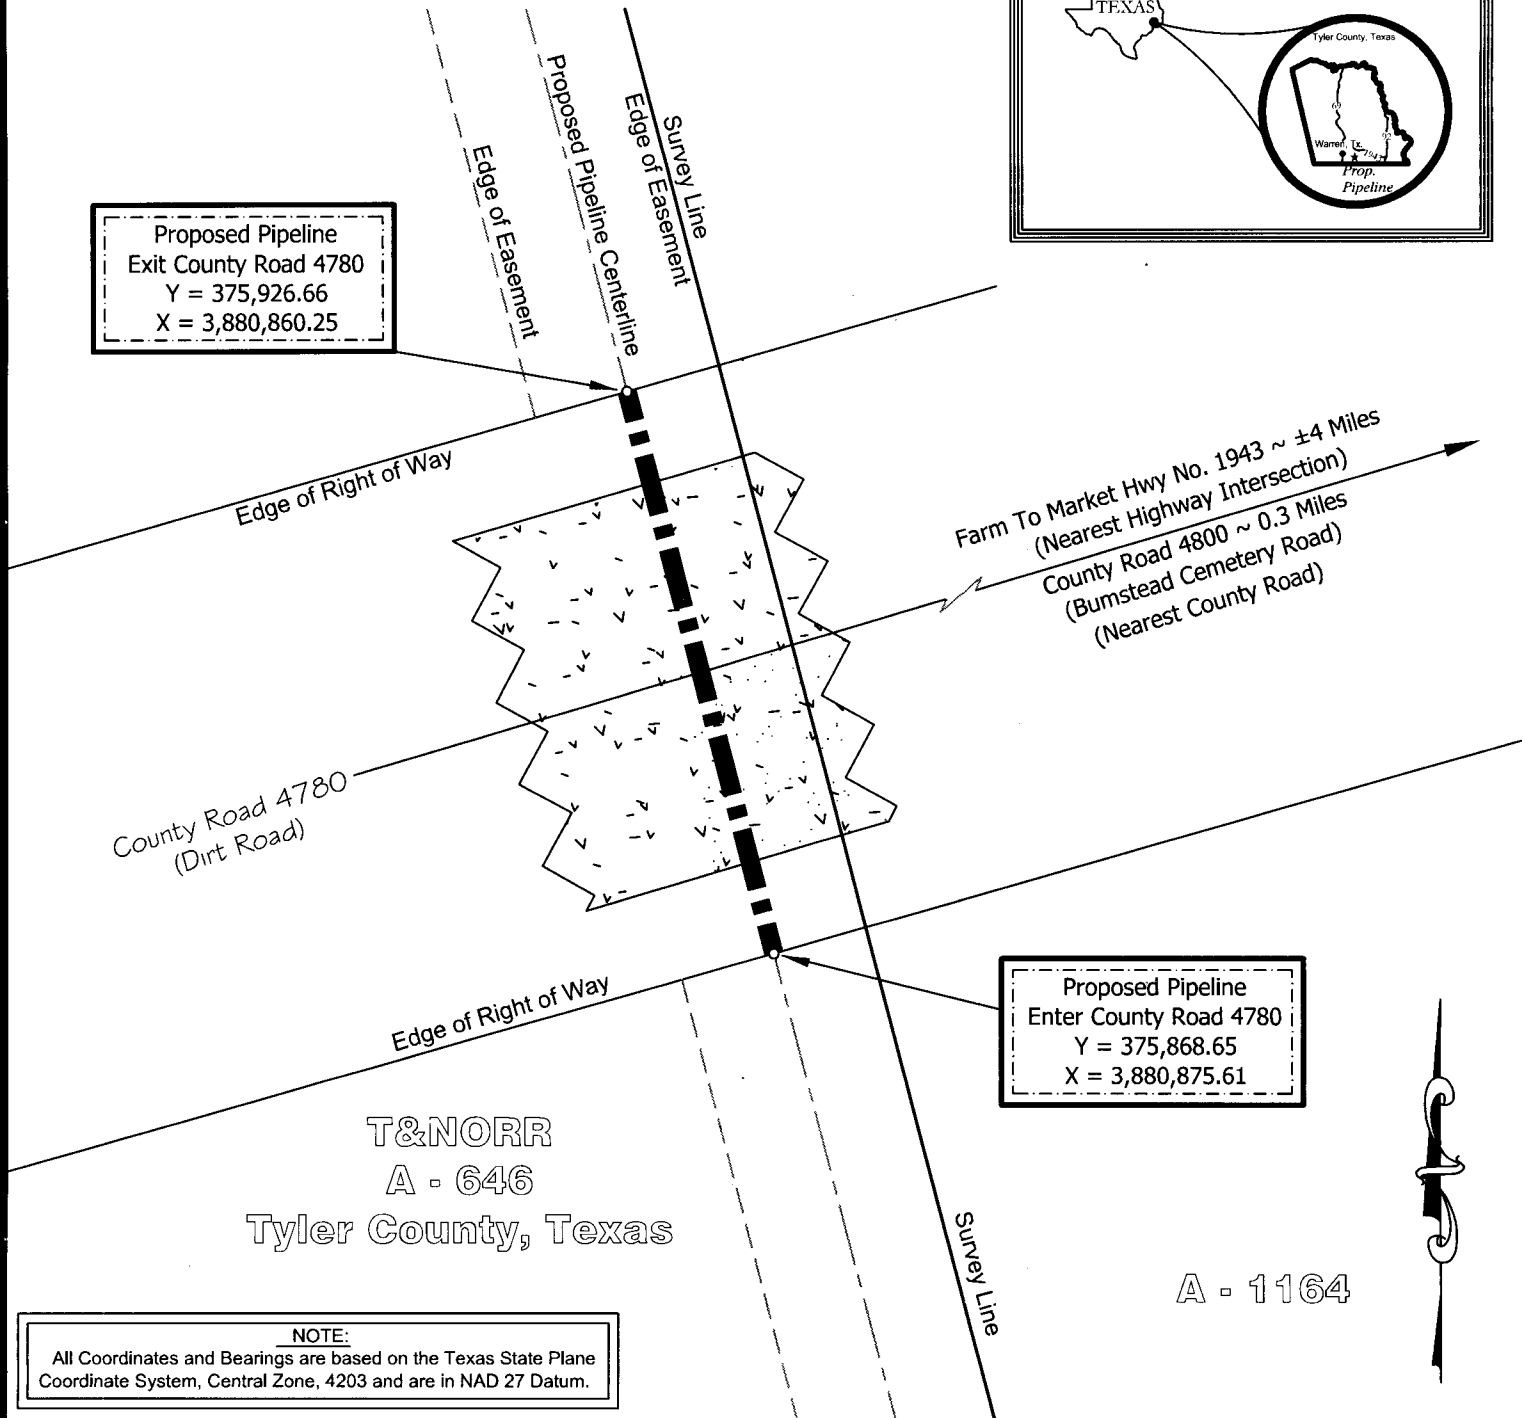 TEXAS
Tyler County, Texas
69
92
Warren, Tx.
1943
Prop.
Pipeline
Proposed Pipeline Centerline
Survey Line
Edge of Easement
Edge of Easement
Proposed Pipeline
Exit County Road 4780
Y = 375,926.66
X = 3,880,860.25
Edge of Right of Way
Farm To Market Hwy No. 1943 ~ ±4 Miles
(Nearest Highway Intersection)
County Road 4800 ~ 0.3 Miles
(Bumstead Cemetery Road)
(Nearest County Road)
County Road 4780
(Dirt Road)
Edge of Right of Way
Proposed Pipeline
Enter County Road 4780
Y = 375,868.65
X = 3,880,875.61
T&NORR
A - 646
Tyler County, Texas
Survey Line
A - 1164
NOTE:
All Coordinates and Bearings are based on the Texas State Plane
Coordinate System, Central Zone, 4203 and are in NAD 27 Datum.